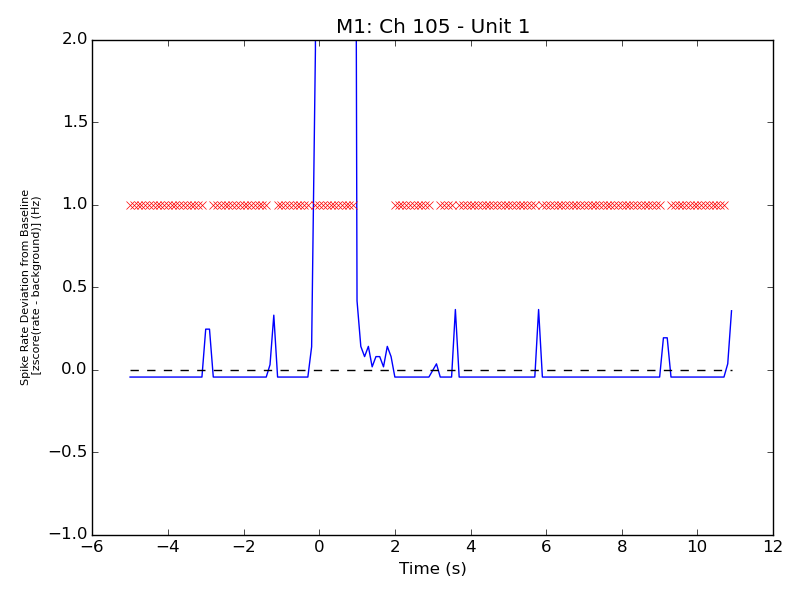 M1: Ch 105 - Unit 1
2.0
1.5
1.0
0.5
0.0
−0.5
−1.0
Spike Rate Deviation from Baseline
[zscore(rate - background)] (Hz)
−6 −4 −2 0 2 4 6 8 10 12
Time (s)